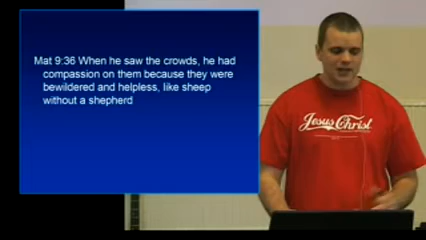 Mat 9:36 When he saw the crowds, he had
compassion on them because they were
bewildered and helpless, like sheep
without a shepherd
Jesus Christ